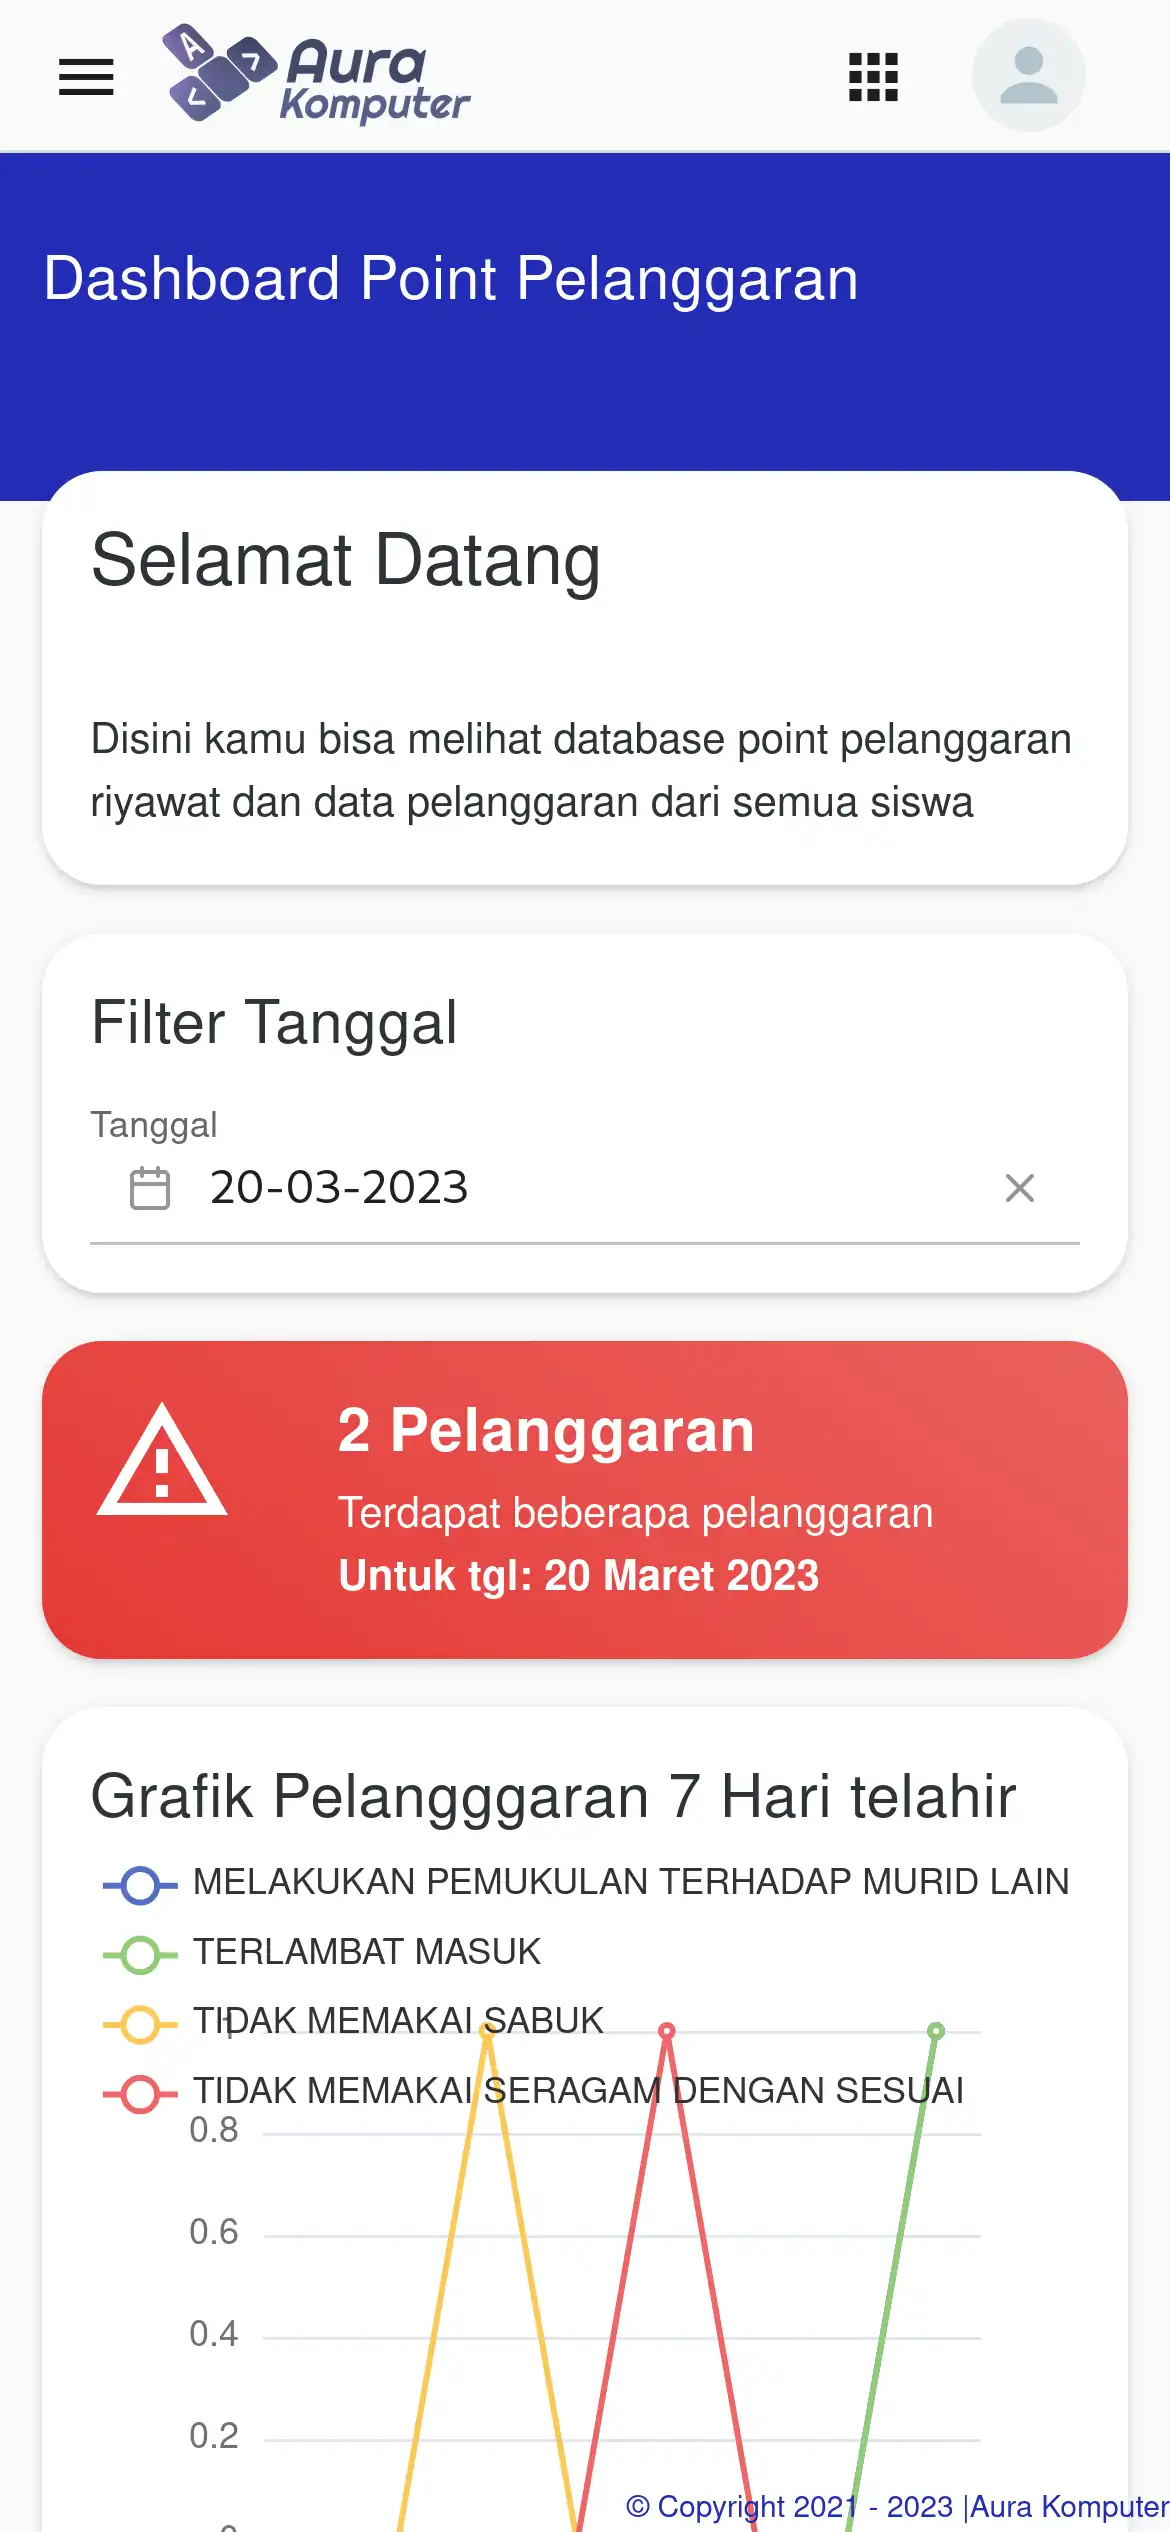 Aura
Komputer
Dashboard Point Pelanggaran
Selamat Datang
Disini kamu bisa melihat database point pelanggaran
riyawat dan data pelanggaran dari semua siswa
Filter Tanggal
Tanggal
20-03-2023
2 Pelanggaran
Terdapat beberapa pelanggaran
Untuk tgl: 20 Maret 2023
Grafik Pelangggaran 7 Hari telahir
MELAKUKAN PEMUKULAN TERHADAP MURID LAIN
TERLAMBAT MASUK
TIDAK MEMAKAI SABUK
1
TIDAK MEMAKAI SERAGAM DENGAN SESUAI
0.8
0.6
0.4
0.2
© Copyright 2021 - 2023 |Aura Komputer
0